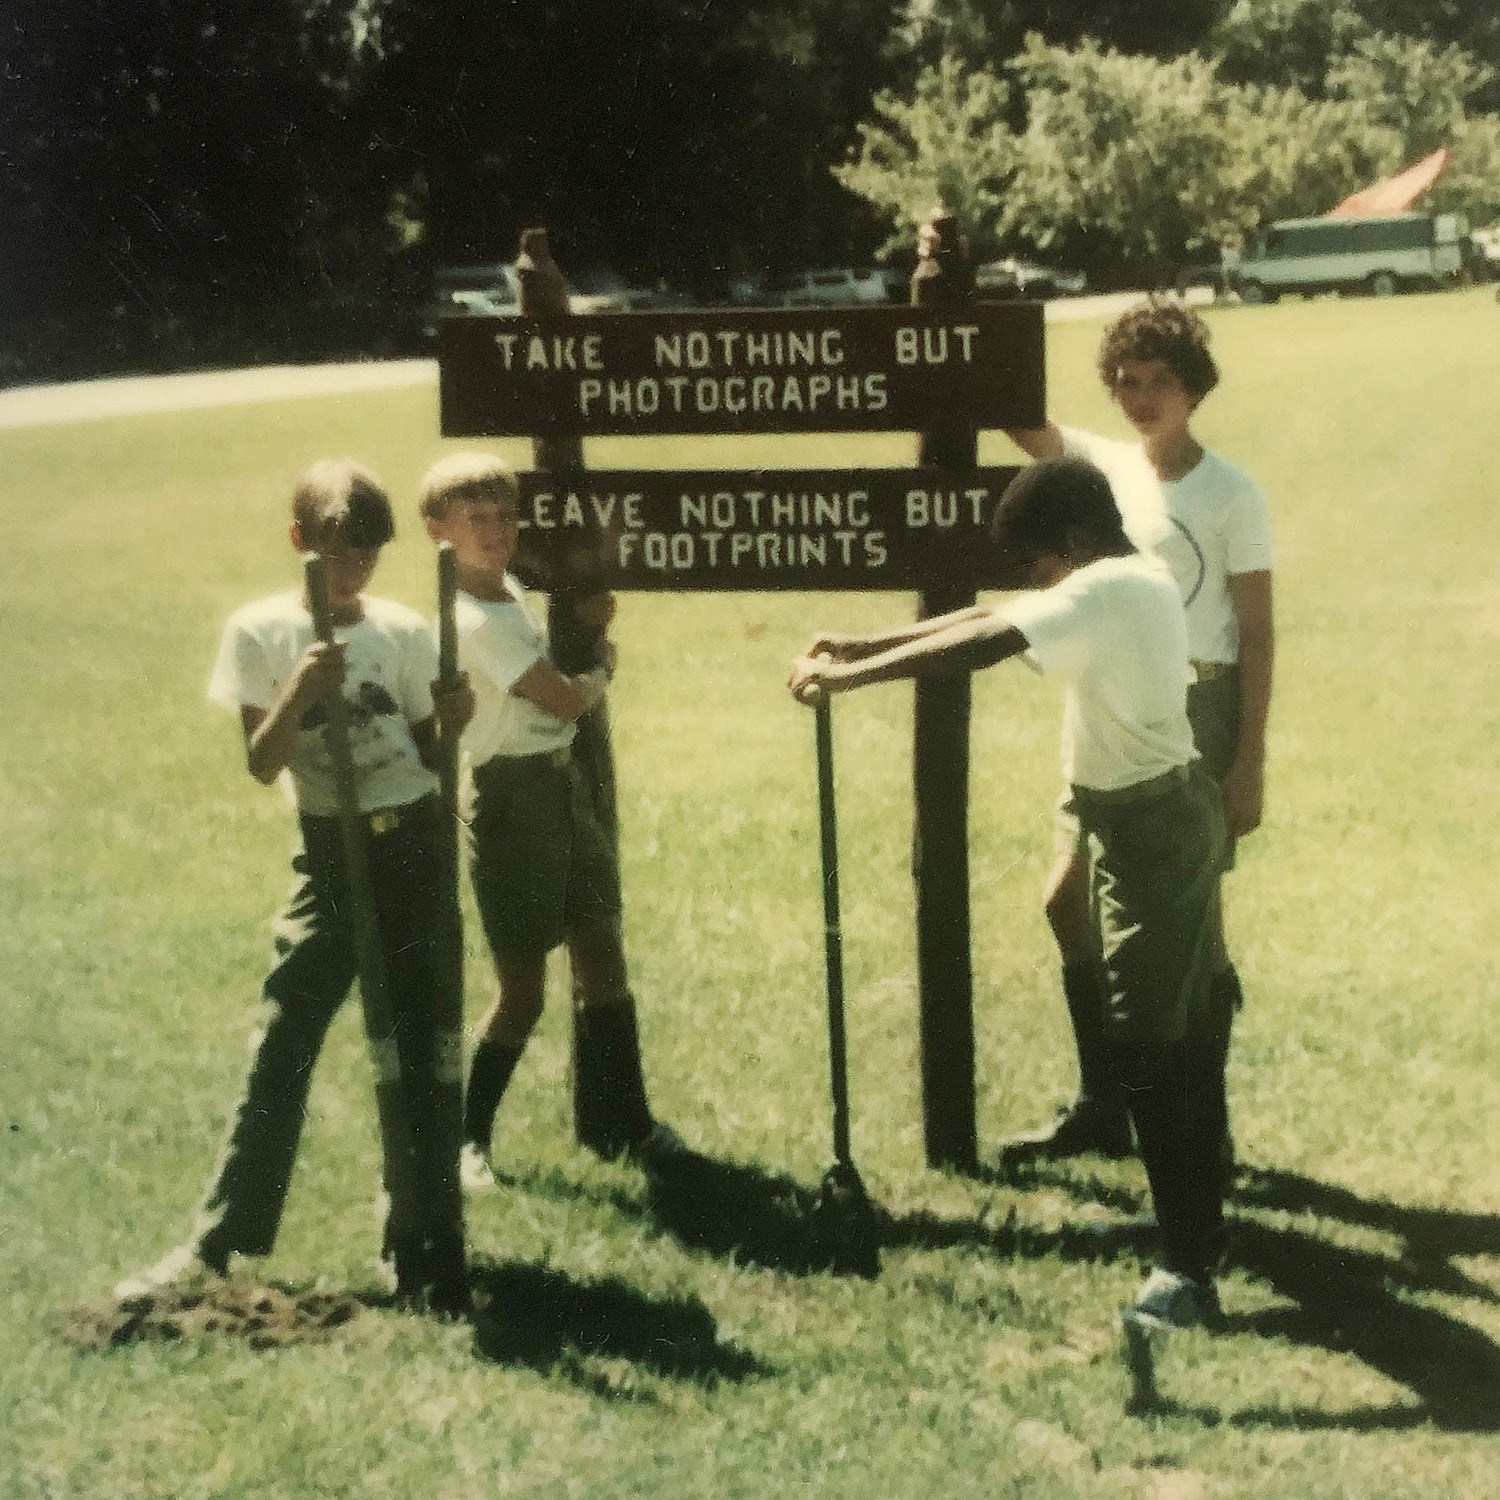 TAKE NOTHING BUT
PHOTOGRAPHS
LEAVE NOTHING BUT
FOOTPRINTS